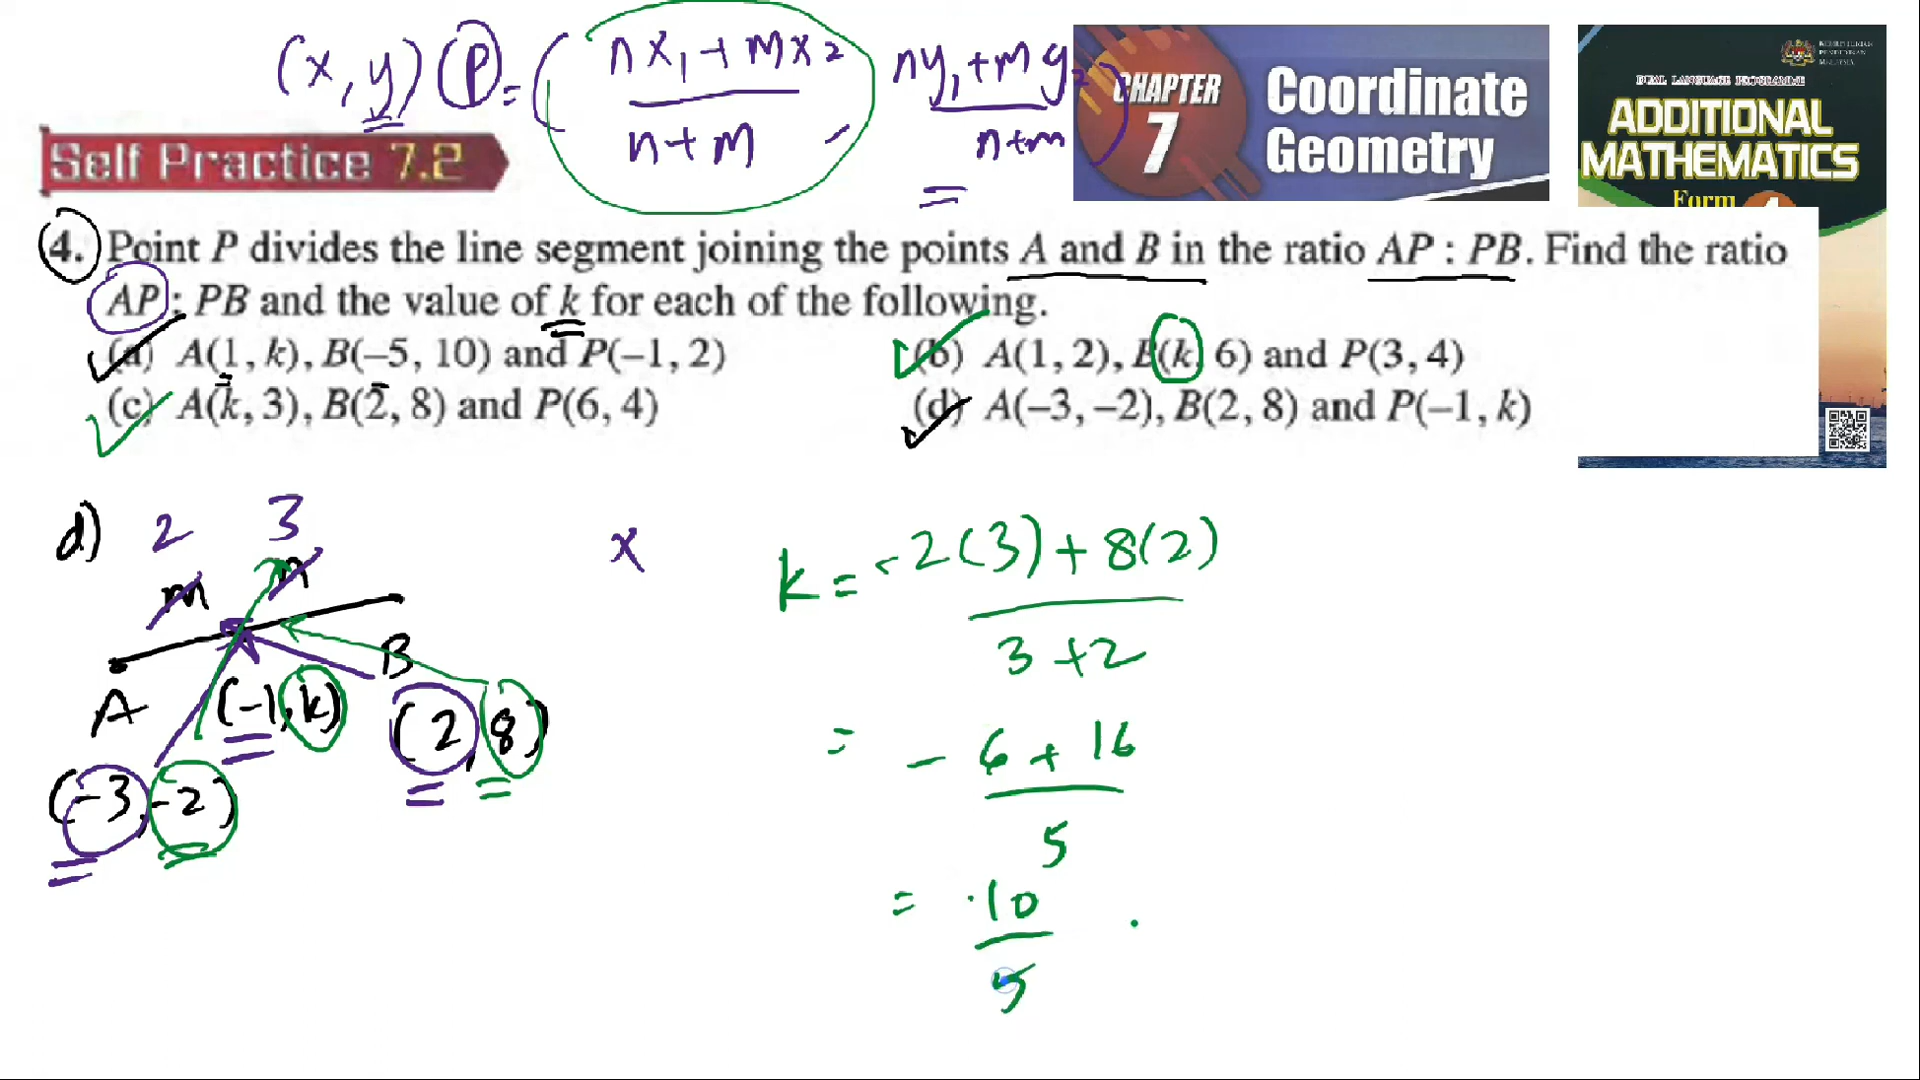 (x, y) P = ( nx₁ + mx₂ / n + m , ny₁ + my₂ / n + m )
CHAPTER 7 Coordinate Geometry
DUAL LANGUAGE PROGRAMME
ADDITIONAL
MATHEMATICS
Form
Self Practice 7.2
4. Point P divides the line segment joining the points A and B in the ratio AP : PB. Find the ratio
AP : PB and the value of k for each of the following.
(a) A(1, k), B(–5, 10) and P(–1, 2) (b) A(1, 2), B(k, 6) and P(3, 4)
(c) A(k, 3), B(2, 8) and P(6, 4) (d) A(–3, –2), B(2, 8) and P(–1, k)
d) 2 3
m n
A B
(-1, k) (2, 8)
(-3, -2)
x
k = -2(3) + 8(2)
3 + 2
= - 6 + 16
5
= 10
5